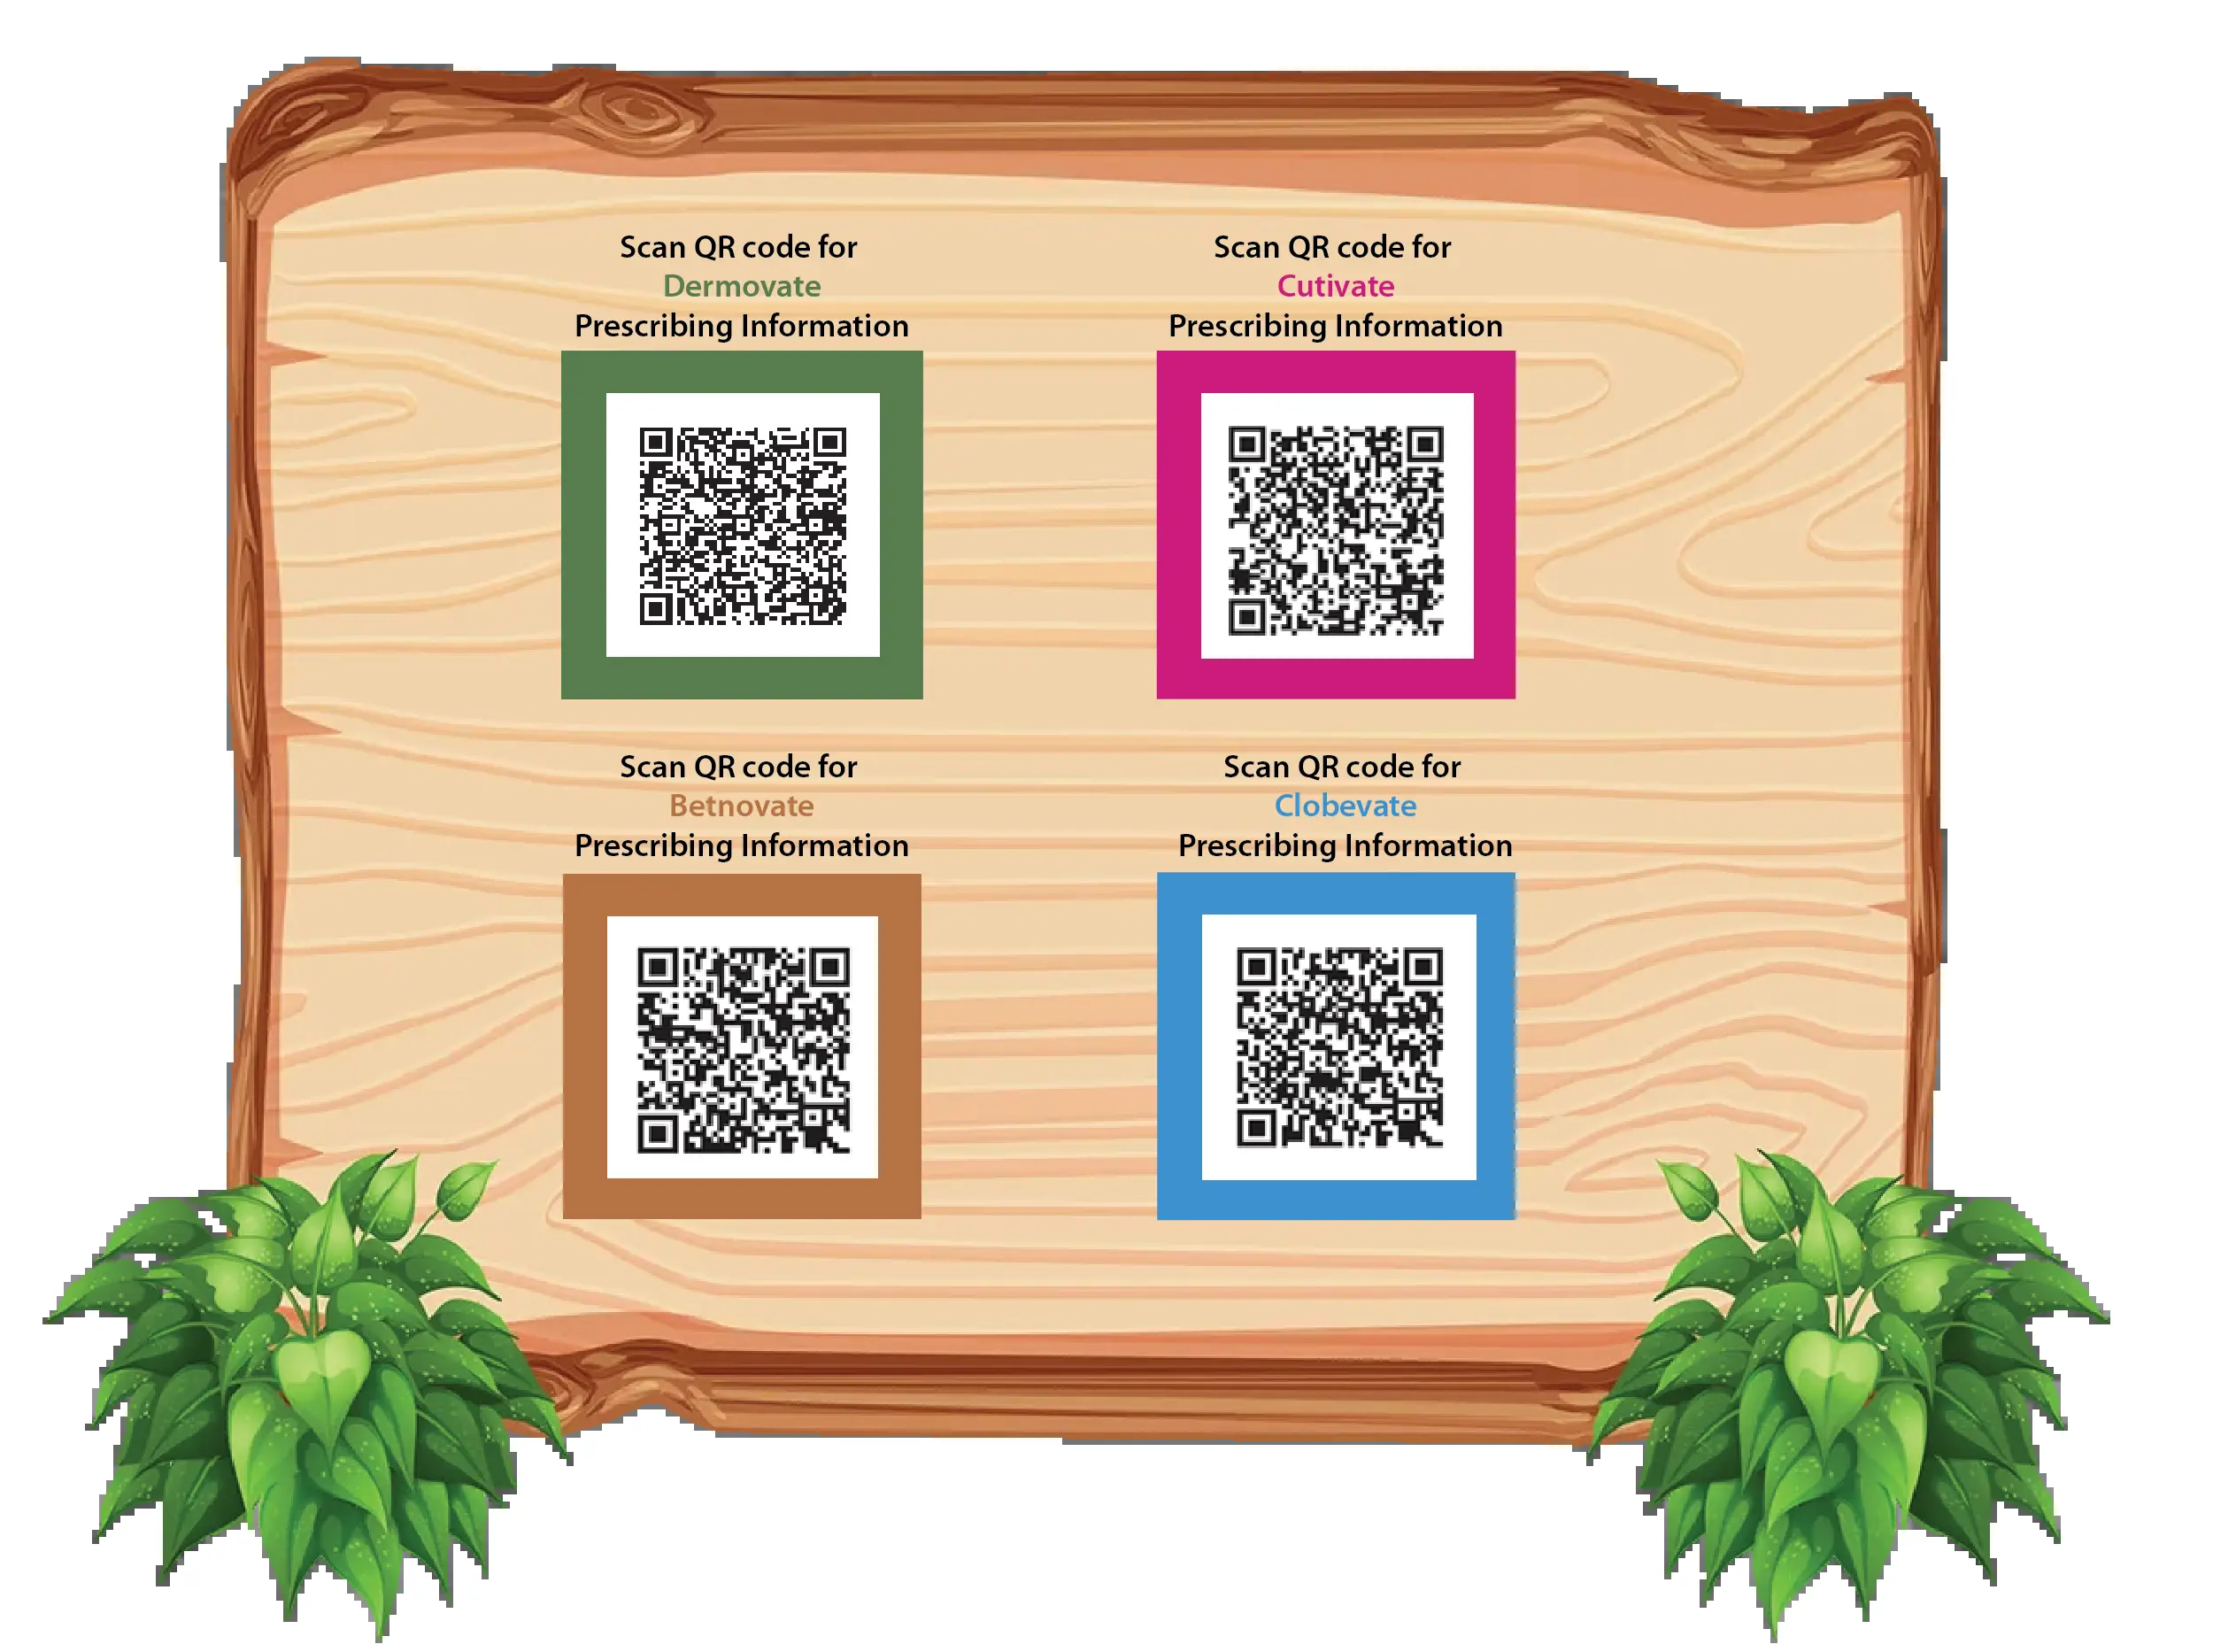 Scan QR code for
Dermovate
Prescribing Information
Scan QR code for
Cutivate
Prescribing Information
Scan QR code for
Betnovate
Prescribing Information
Scan QR code for
Clobevate
Prescribing Information